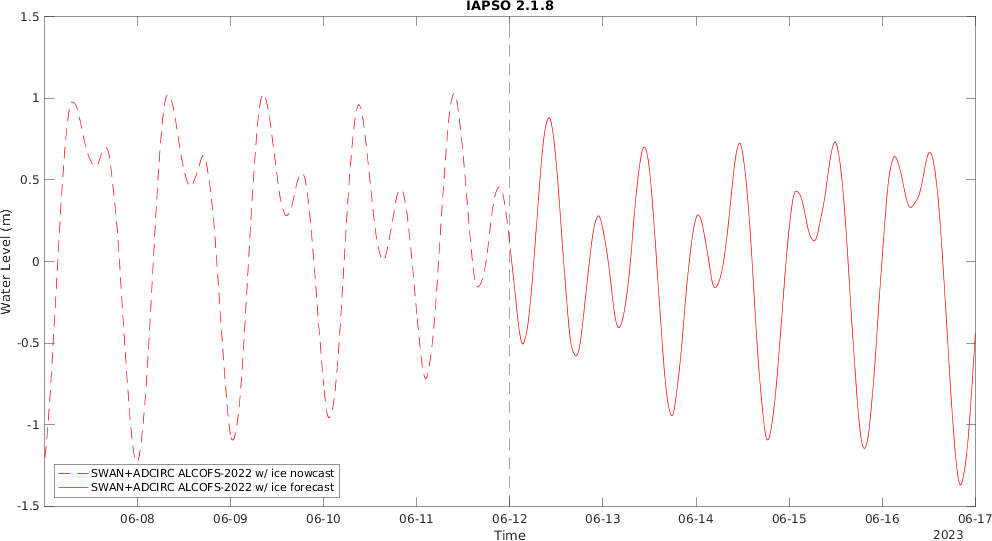 IAPSO 2.1.8
1.5
1
0.5
0
-0.5
-1
-1.5
Water Level (m)
SWAN+ADCIRC ALCOFS-2022 w/ ice nowcast
SWAN+ADCIRC ALCOFS-2022 w/ ice forecast
06-08 06-09 06-10 06-11 06-12 06-13 06-14 06-15 06-16 06-17
Time
2023